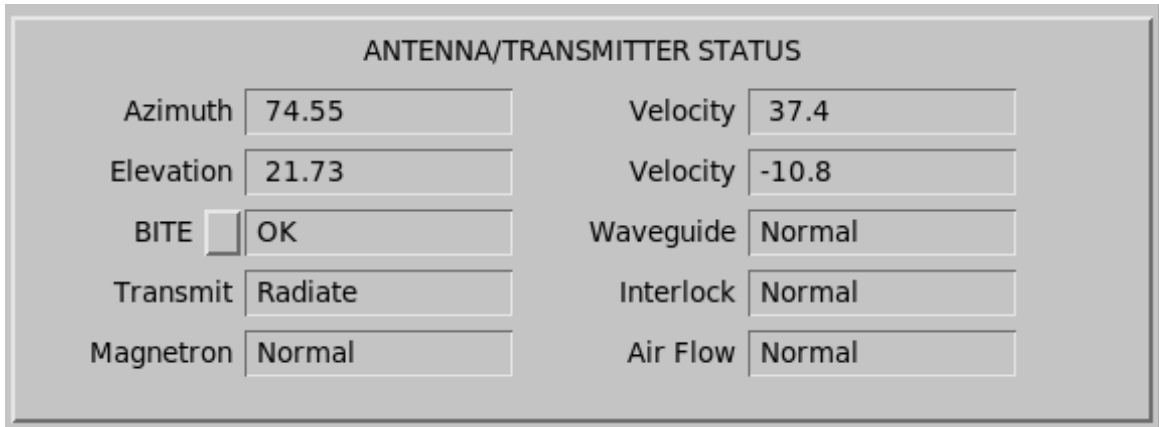 ANTENNA/TRANSMITTER STATUS
Azimuth 74.55 Velocity 37.4
Elevation 21.73 Velocity -10.8
BITE OK Waveguide Normal
Transmit Radiate Interlock Normal
Magnetron Normal Air Flow Normal